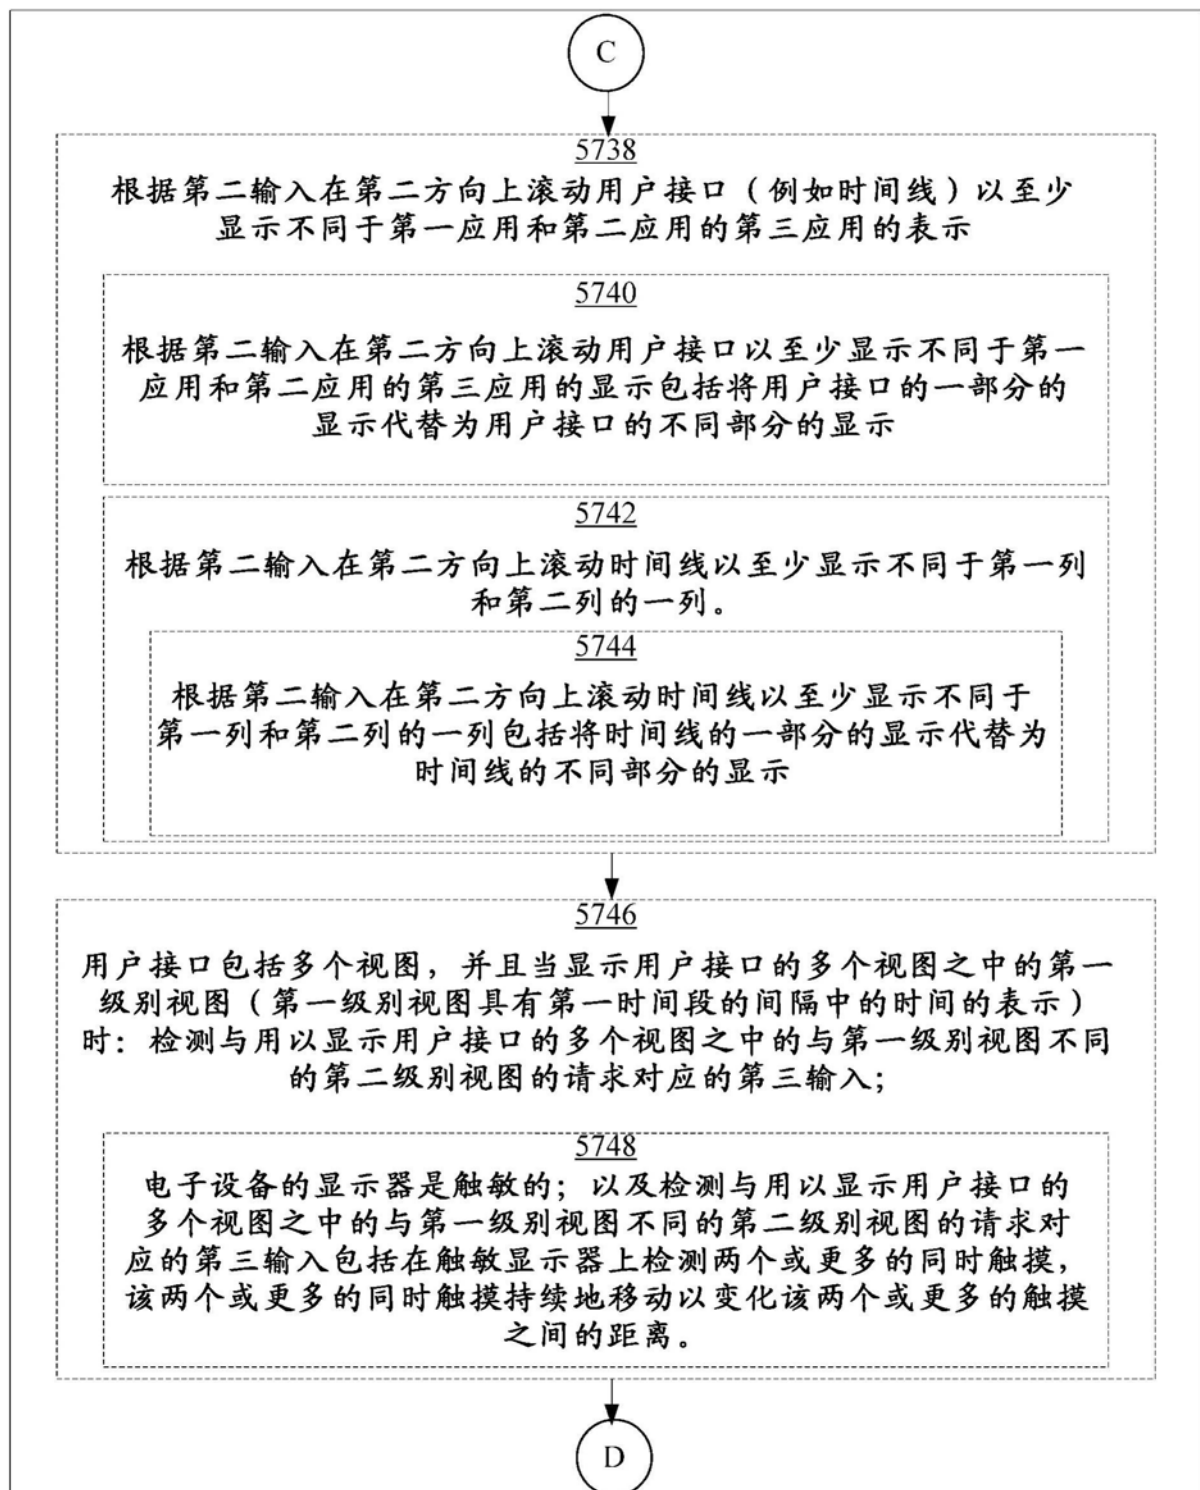 C
5738
根据第二输入在第二方向上滚动用户接口（例如时间线）以至少
显示不同于第一应用和第二应用的第三应用的表示
5740
根据第二输入在第二方向上滚动用户接口以至少显示不同于第一
应用和第二应用的第三应用的显示包括将用户接口的一部分的
显示代替为用户接口的不同部分的显示
5742
根据第二输入在第二方向上滚动时间线以至少显示不同于第一列
和第二列的一列。
5744
根据第二输入在第二方向上滚动时间线以至少显示不同于
第一列和第二列的一列包括将时间线的一部分的显示代替为
时间线的不同部分的显示
5746
用户接口包括多个视图，并且当显示用户接口的多个视图之中的第一
级别视图（第一级别视图具有第一时间段的间隔中的时间的表示）
时：检测与用以显示用户接口的多个视图之中的与第一级别视图不同
的第二级别视图的请求对应的第三输入；
5748
电子设备的显示器是触敏的；以及检测与用以显示用户接口的
多个视图之中的与第一级别视图不同的第二级别视图的请求对
应的第三输入包括在触敏显示器上检测两个或更多的同时触摸，
该两个或更多的同时触摸持续地移动以变化该两个或更多的触摸
之间的距离。
D